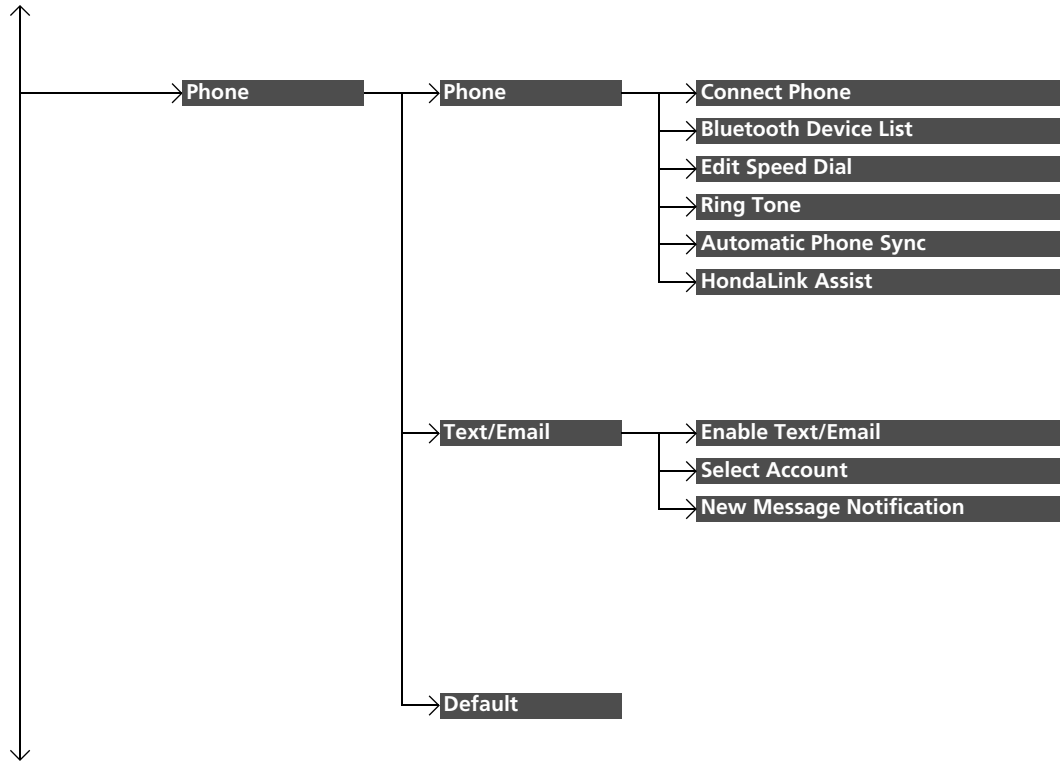 Phone
Phone
Connect Phone
Bluetooth Device List
Edit Speed Dial
Ring Tone
Automatic Phone Sync
HondaLink Assist
Text/Email
Enable Text/Email
Select Account
New Message Notification
Default